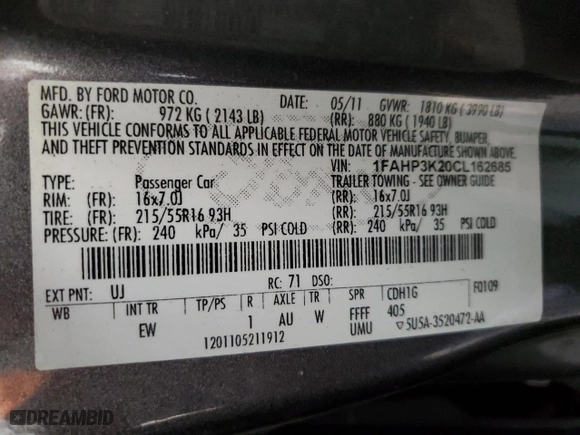 MFD. BY FORD MOTOR CO.
DATE: 05/11 GVWR: 1810 KG ( 3990 LB)
GAWR: (FR): 972 KG ( 2143 LB) (RR): 880 KG ( 1940 LB)
THIS VEHICLE CONFORMS TO ALL APPLICABLE FEDERAL MOTOR VEHICLE SAFETY, BUMPER,
AND THEFT PREVENTION STANDARDS IN EFFECT ON THE DATE OF MANUFACTURE SHOWN ABOVE.
VIN: 1FAHP3K20CL162685
TYPE: Passenger Car TRAILER TOWING - SEE OWNER GUIDE
RIM: (FR): 16x7.0J (RR): 16x7.0J
TIRE: (FR): 215/55R16 93H (RR): 215/55R16 93H
PRESSURE: (FR): 240 kPa/ 35 PSI COLD (RR): 240 kPa/ 35 PSI COLD
EXT PNT: UJ RC: 71 DSO: F0109
WB INT TR TP/PS R AXLE TR SPR CDH1G
EW 1 AU W FFFF 405
UMU ▽5U5A-3520472-AA
1201105211912
DREAMBID